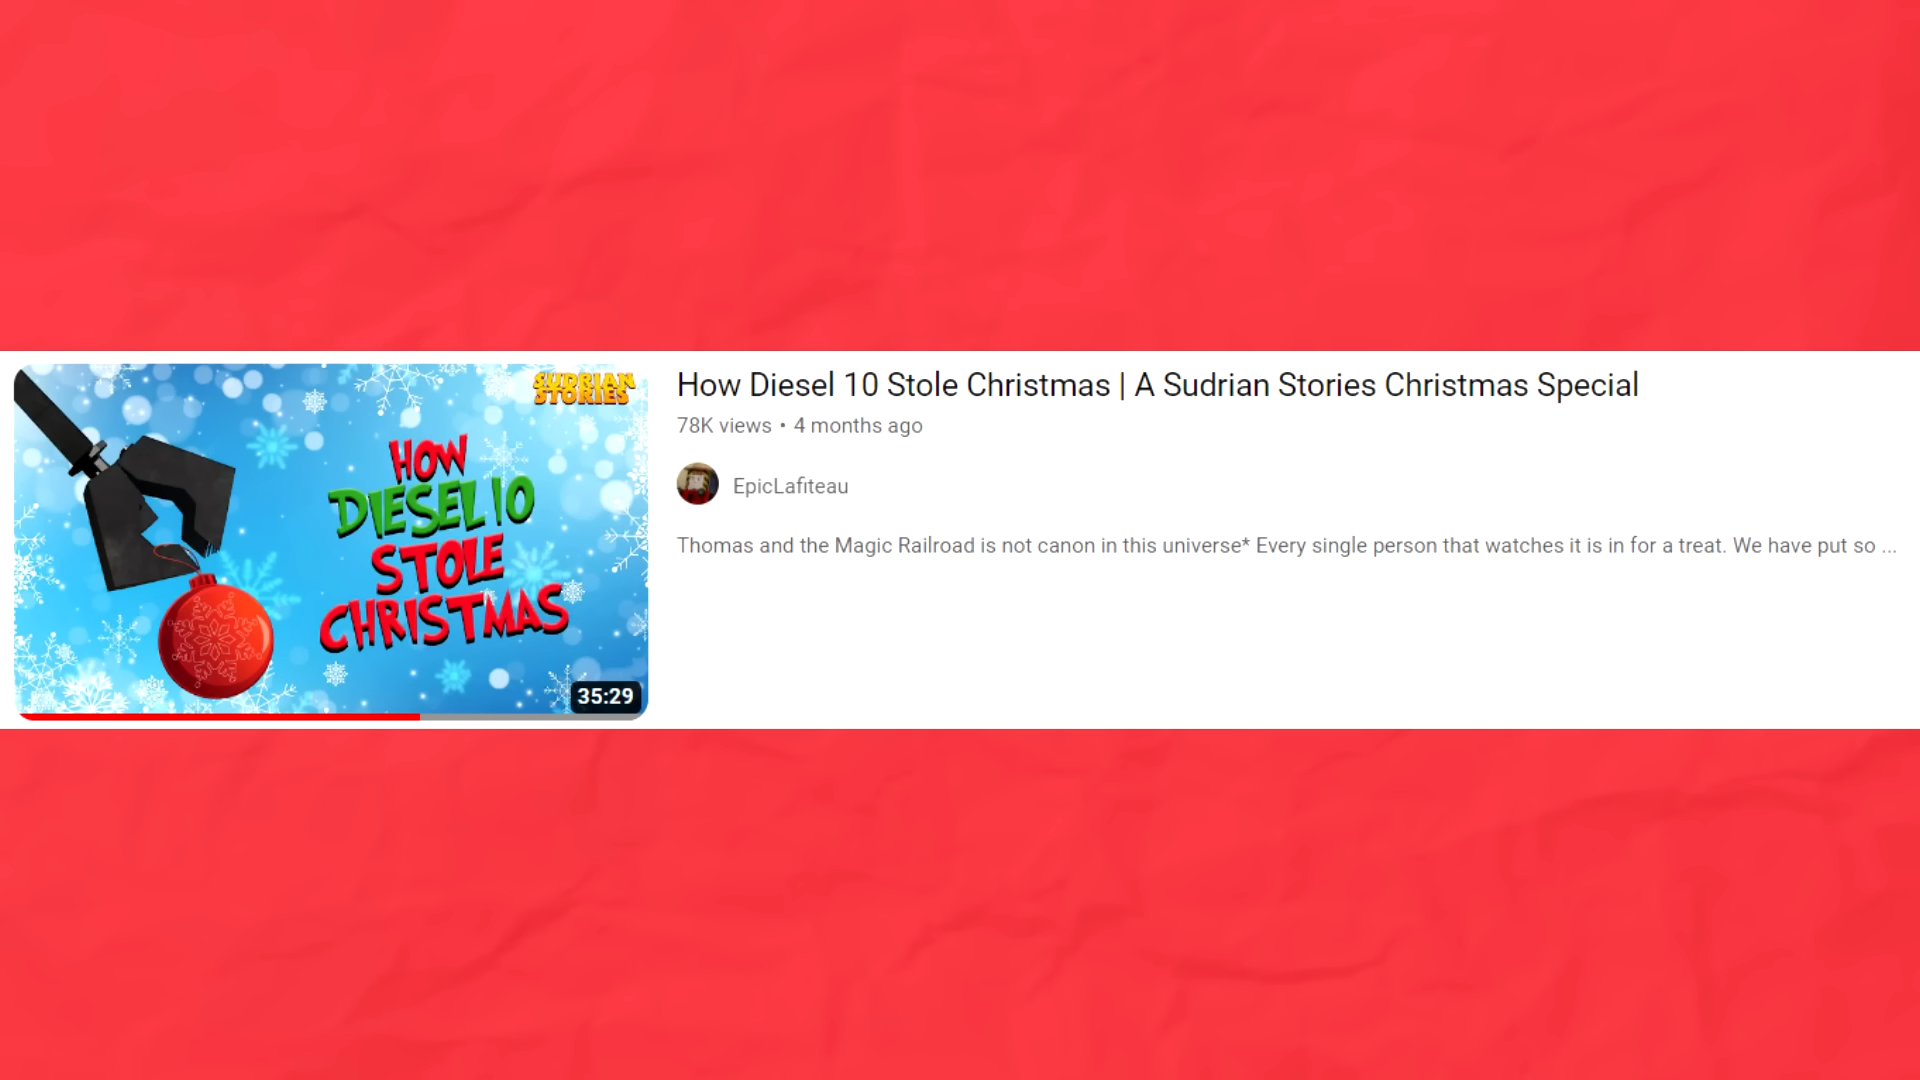 SUDRIAN
STORIES
HOW
DIESEL 10
STOLE
CHRISTMAS
35:29
How Diesel 10 Stole Christmas | A Sudrian Stories Christmas Special
78K views • 4 months ago
EpicLafiteau
Thomas and the Magic Railroad is not canon in this universe* Every single person that watches it is in for a treat. We have put so ...